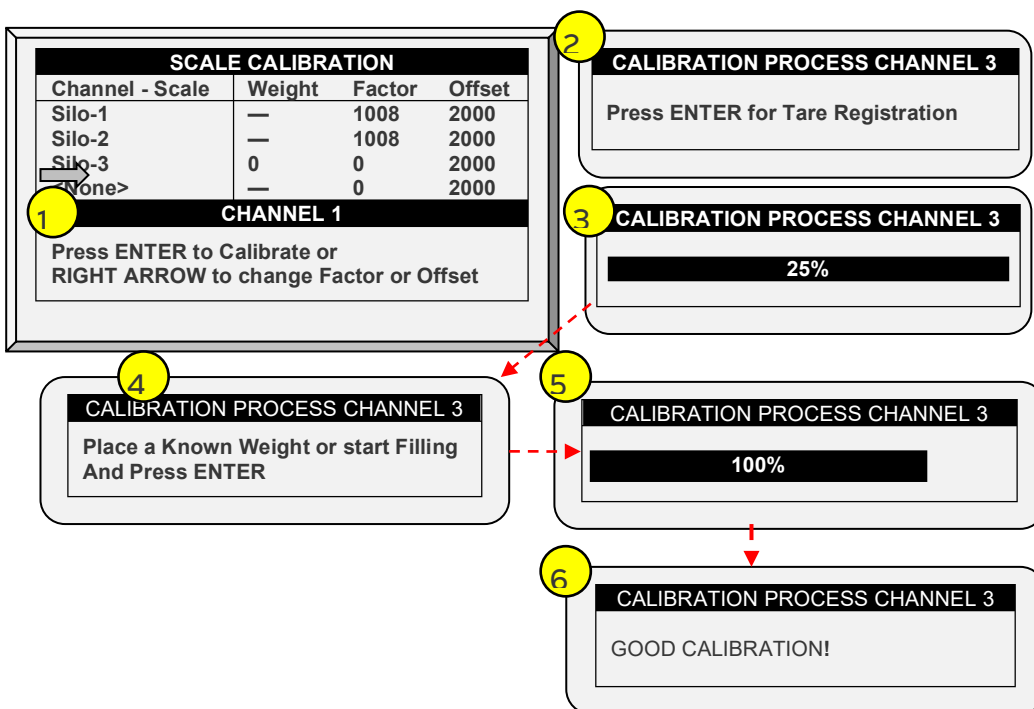 SCALE CALIBRATION
Channel - Scale Weight Factor Offset
Silo-1 — 1008 2000
Silo-2 — 1008 2000
Silo-3 0 0 2000
<None> — 0 2000
1
CHANNEL 1
Press ENTER to Calibrate or
RIGHT ARROW to change Factor or Offset
2
CALIBRATION PROCESS CHANNEL 3
Press ENTER for Tare Registration
3
CALIBRATION PROCESS CHANNEL 3
25%
4
CALIBRATION PROCESS CHANNEL 3
Place a Known Weight or start Filling
And Press ENTER
5
CALIBRATION PROCESS CHANNEL 3
100%
6
CALIBRATION PROCESS CHANNEL 3
GOOD CALIBRATION!